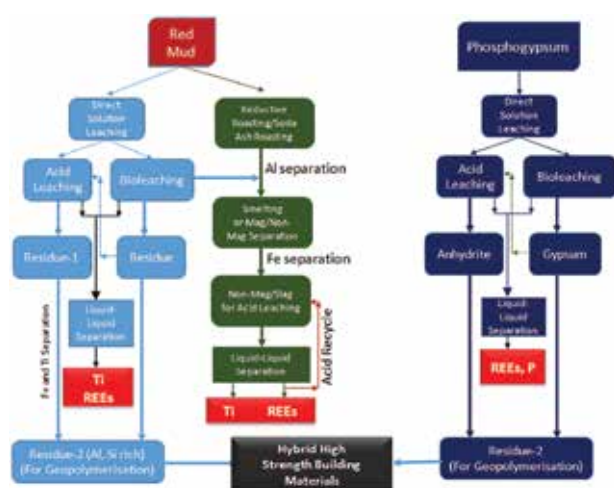 Red
Mud
Phosphogypsum
Direct
Solution
Leaching
Reductive
Roasting/Soda
Ash Roasting
Direct
Solution
Leaching
Al separation
Acid
Leaching
Bioleaching
Acid
Leaching
Bioleaching
Smelting
or Mag/Non-
Mag Separation
Residue-1
Residue
Fe separation
Anhydrite
Gypsum
Non-Mag/Slag
for Acid Leaching
Liquid-
Liquid
Separation
Liquid-
Liquid
Separation
Fe and Ti Separation
Acid Recycle
Liquid-Liquid
Separation
Ti
REEs
REEs, P
Ti REEs
Residue-2 (Al, Si rich)
(For Geopolymerisation)
Hybrid High
Strength Building
Materials
Residue-2
(For Geopolymerisation)